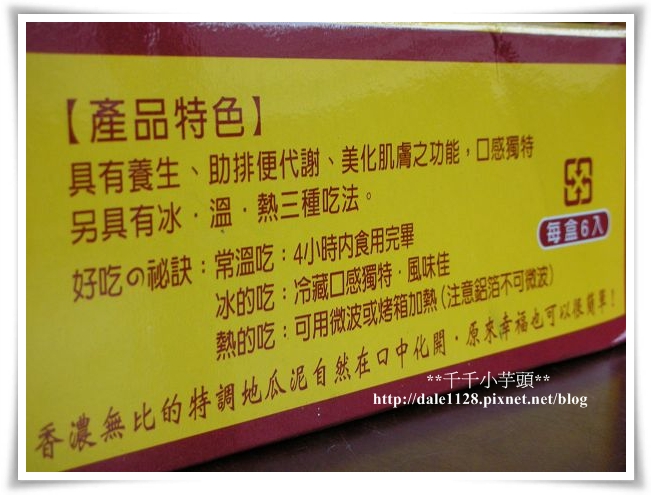 【產品特色】
具有養生、助排便代謝、美化肌膚之功能，口感獨特
另具有冰．溫．熱三種吃法。
好吃の祕訣：常溫吃：4小時內食用完畢
冰的吃：冷藏口感獨特．風味佳
熱的吃：可用微波或烤箱加熱(注意鋁箔不可微波)
每盒6入
香濃無比的特調地瓜泥自然在口中化開．原來幸福也可以很簡單！
**千千小芋頭**
http://dale1128.pixnet.net/blog